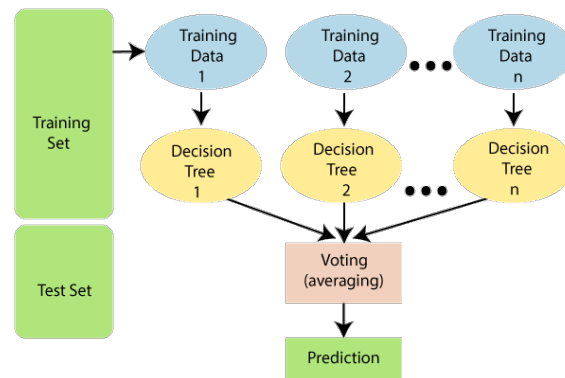 Training
Set
Training
Data
1
Training
Data
2
Training
Data
n
Decision
Tree
1
Decision
Tree
2
Decision
Tree
n
Test Set
Voting
(averaging)
Prediction